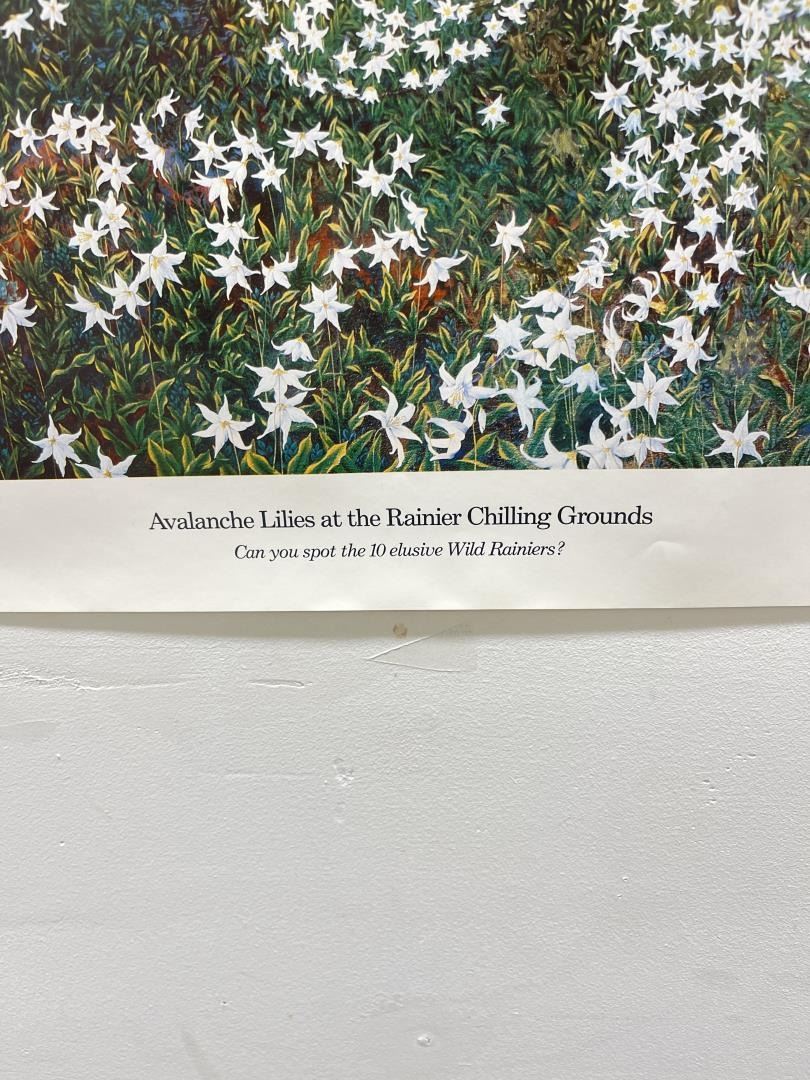 Avalanche Lilies at the Rainier Chilling Grounds
Can you spot the 10 elusive Wild Rainiers?